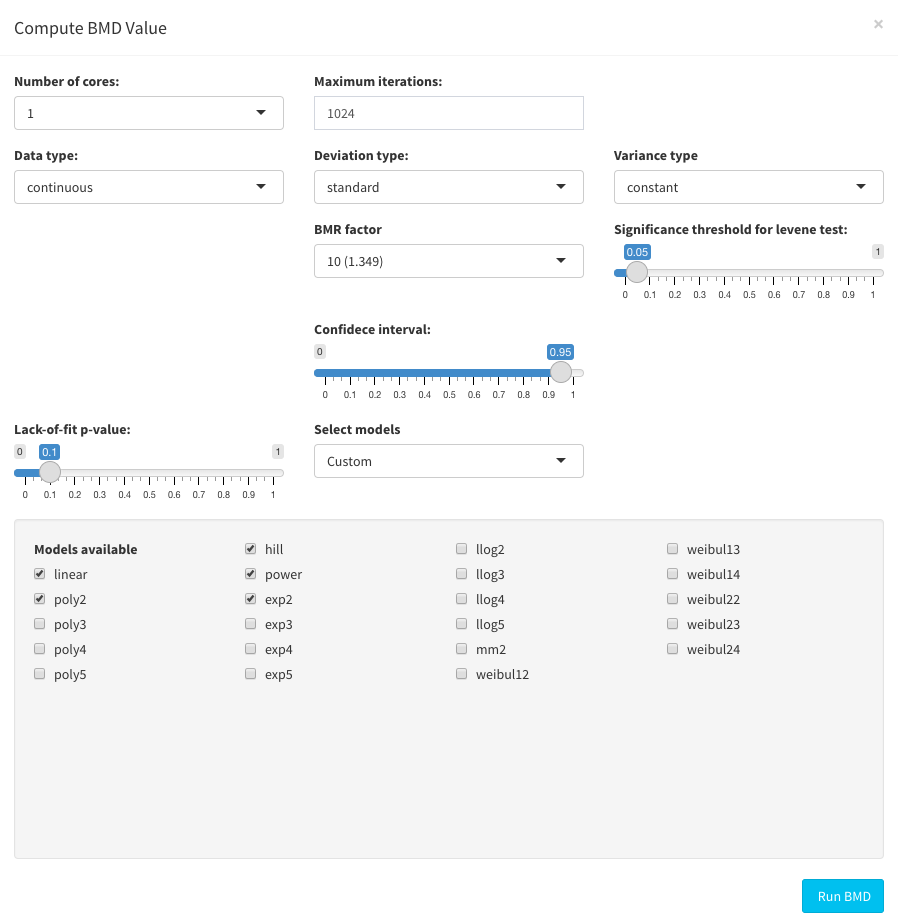 Compute BMD Value
×
Number of cores:
Maximum iterations:
1
1024
Data type:
Deviation type:
Variance type
continuous
standard
constant
BMR factor
Significance threshold for levene test:
10 (1.349)
0.05
1
0 0.1 0.2 0.3 0.4 0.5 0.6 0.7 0.8 0.9 1
Confidece interval:
0
0.95
0 0.1 0.2 0.3 0.4 0.5 0.6 0.7 0.8 0.9 1
Lack-of-fit p-value:
0
0.1
1
0 0.1 0.2 0.3 0.4 0.5 0.6 0.7 0.8 0.9 1
Select models
Custom
Models available
linear
poly2
poly3
poly4
poly5
hill
power
exp2
exp3
exp4
exp5
llog2
llog3
llog4
llog5
mm2
weibul12
weibul13
weibul14
weibul22
weibul23
weibul24
Run BMD